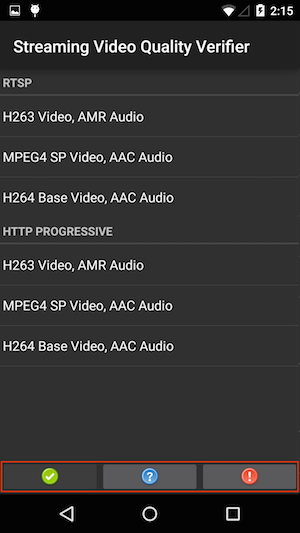 2:15
Streaming Video Quality Verifier
RTSP
H263 Video, AMR Audio
MPEG4 SP Video, AAC Audio
H264 Base Video, AAC Audio
HTTP PROGRESSIVE
H263 Video, AMR Audio
MPEG4 SP Video, AAC Audio
H264 Base Video, AAC Audio
? !